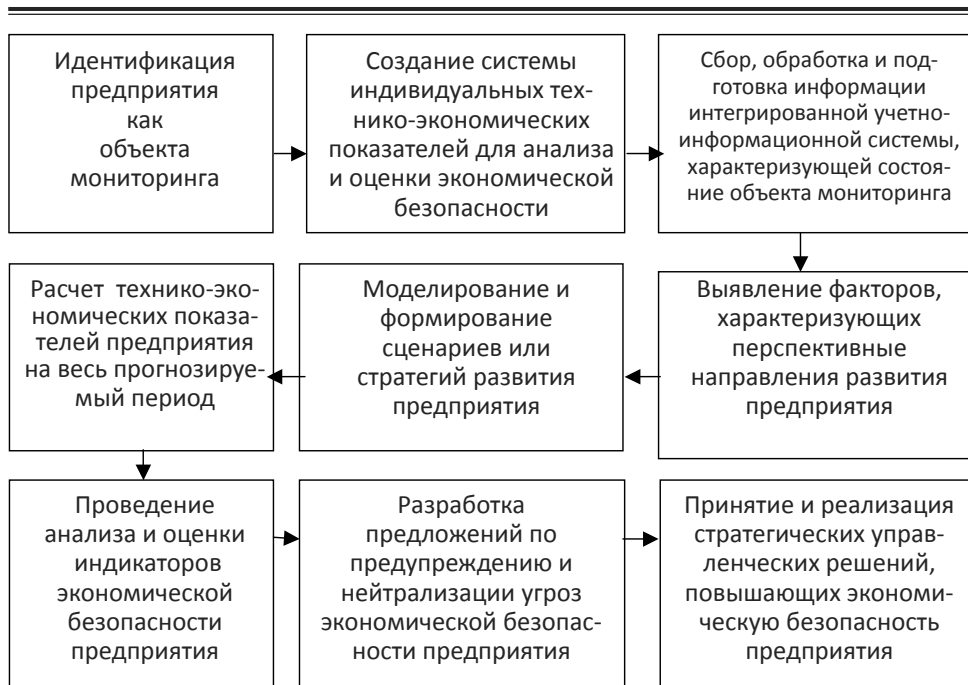 Идентификация
предприятия
как
объекта
мониторинга
Создание системы
индивидуальных тех-
нико-экономических
показателей для анализа
и оценки экономической
безопасности
Сбор, обработка и под-
готовка информации
интегрированной учетно-
информационной системы,
характеризующей состоя-
ние объекта мониторинга
Выявление факторов,
характеризующих
перспективные
направления развития
предприятия
Моделирование и
формирование
сценариев или
стратегий развития
предприятия
Расчет технико-эко-
номических показа-
телей предприятия
на весь прогнозируе-
мый период
Проведение
анализа и оценки
индикаторов
экономической
безопасности
предприятия
Разработка
предложений по
предупреждению и
нейтрализации угроз
экономической безопас-
ности предприятия
Принятие и реализация
стратегических управ-
ленческих решений,
повышающих экономи-
ческую безопасность
предприятия